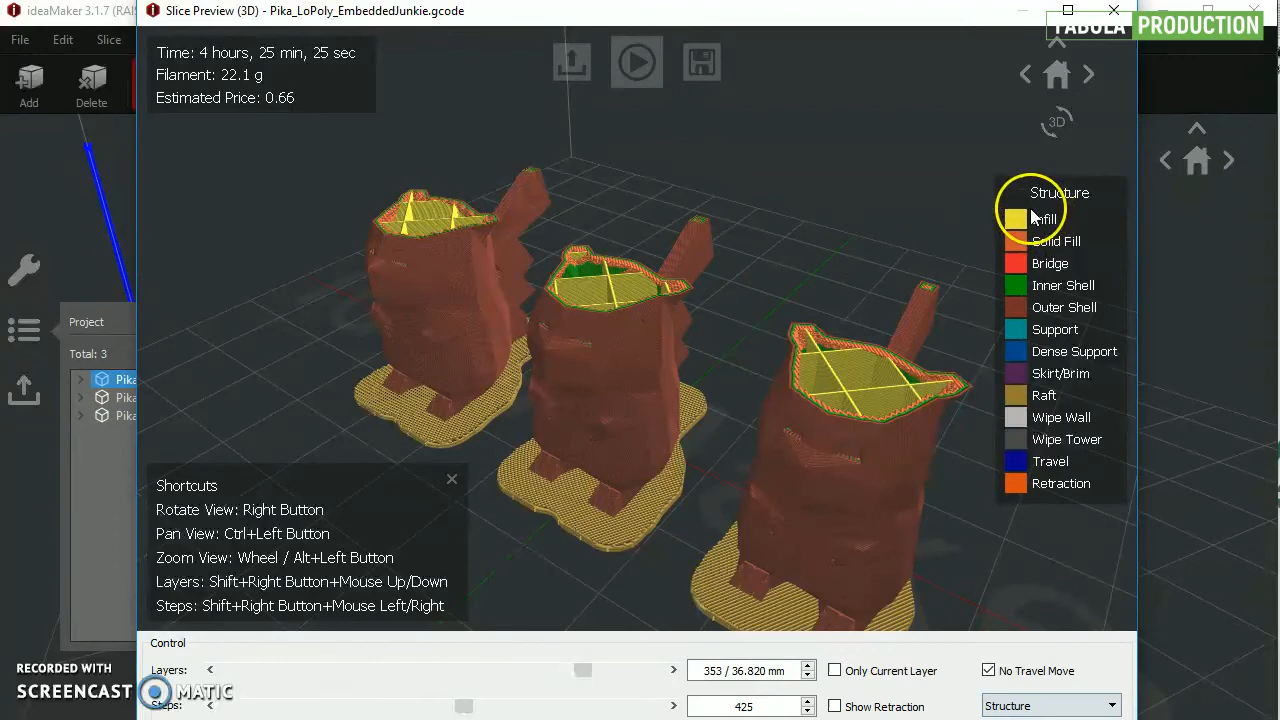 ideaMaker 3.1.7 (RAIS
Slice Preview (3D) - Pika_LoPoly_EmbeddedJunkie.gcode
TABULA PRODUCTION
File Edit Slice
Add Delete
Time: 4 hours, 25 min, 25 sec
Filament: 22.1 g
Estimated Price: 0.66
3D
Structure
Infill
Solid Fill
Bridge
Inner Shell
Outer Shell
Support
Dense Support
Skirt/Brim
Raft
Wipe Wall
Wipe Tower
Travel
Retraction
Project
Total: 3
Pika
Pika
Pika
Shortcuts
Rotate View: Right Button
Pan View: Ctrl+Left Button
Zoom View: Wheel / Alt+Left Button
Layers: Shift+Right Button+Mouse Up/Down
Steps: Shift+Right Button+Mouse Left/Right
Control
Layers: 353 / 36.820 mm Only Current Layer No Travel Move
Steps: 425 Show Retraction Structure
RECORDED WITH
SCREENCAST MATIC